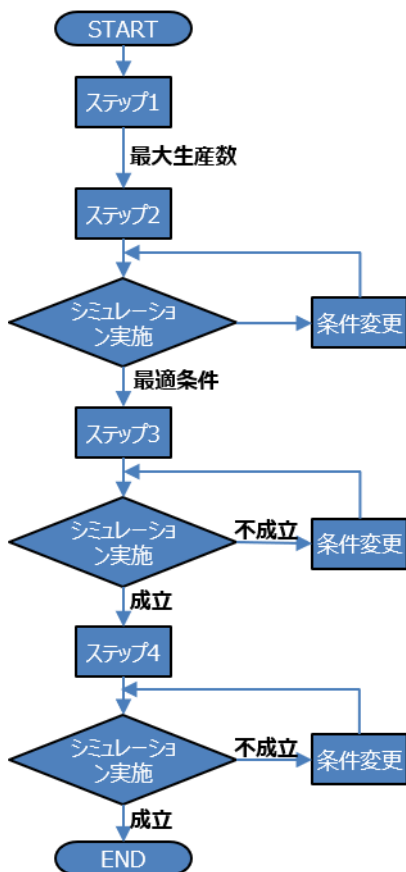 START
ステップ1
最大生産数
ステップ2
シミュレーショ
ン実施
条件変更
最適条件
ステップ3
シミュレーショ
ン実施
不成立
条件変更
成立
ステップ4
シミュレーショ
ン実施
不成立
条件変更
成立
END